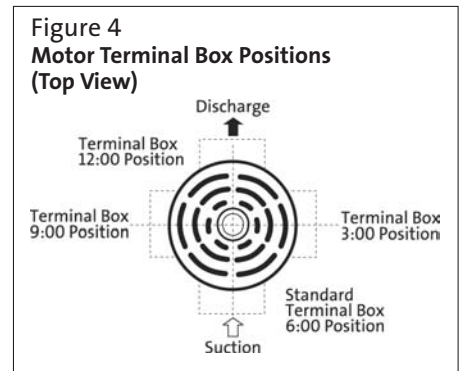 Figure 4
Motor Terminal Box Positions
(Top View)
Discharge
Terminal Box
12:00 Position
Terminal Box
9:00 Position
Terminal Box
3:00 Position
Standard
Terminal Box
6:00 Position
Suction